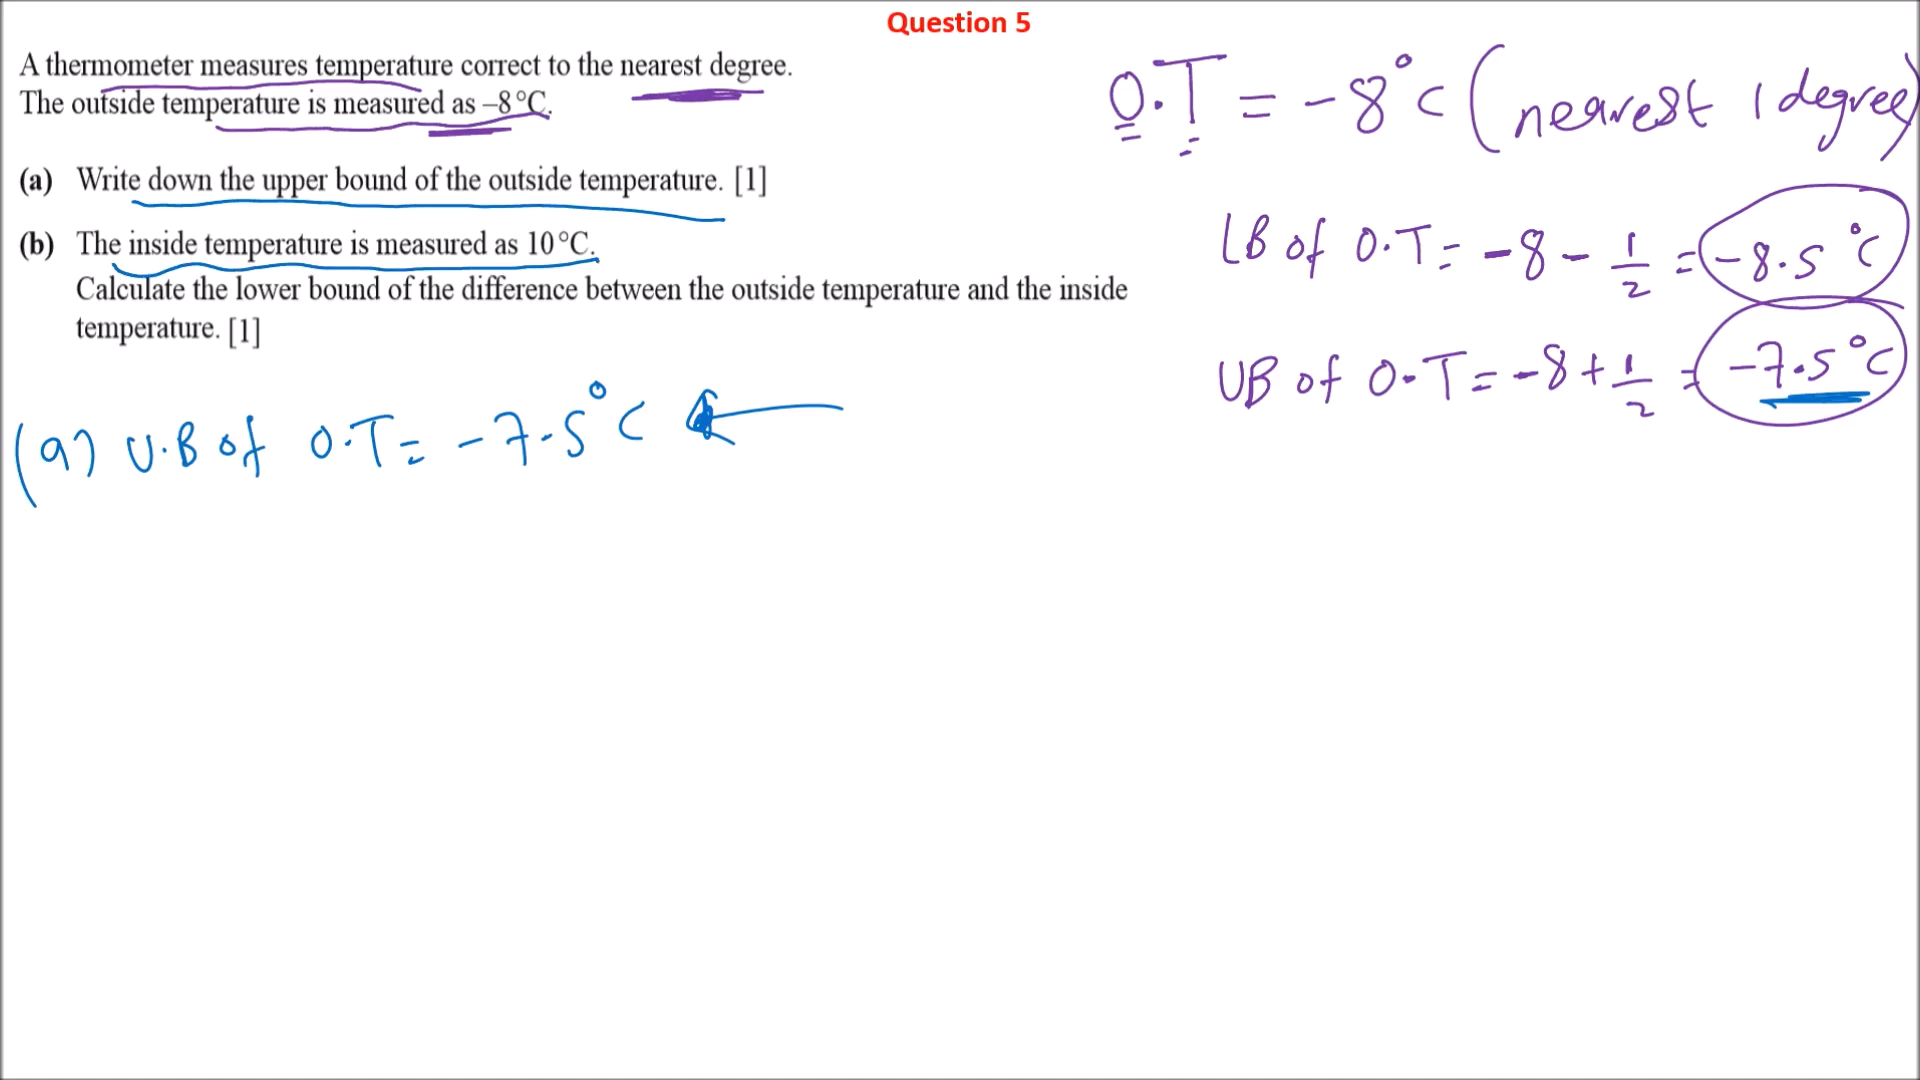 Question 5
A thermometer measures temperature correct to the nearest degree.
The outside temperature is measured as –8 °C.
(a) Write down the upper bound of the outside temperature. [1]
(b) The inside temperature is measured as 10 °C.
Calculate the lower bound of the difference between the outside temperature and the inside
temperature. [1]
O.T = -8°C (nearest 1 degree)
LB of O.T = -8 - 1/2 = -8.5 °C
UB of O.T = -8 + 1/2 = -7.5 °C
(a) U.B of O.T = -7.5°C